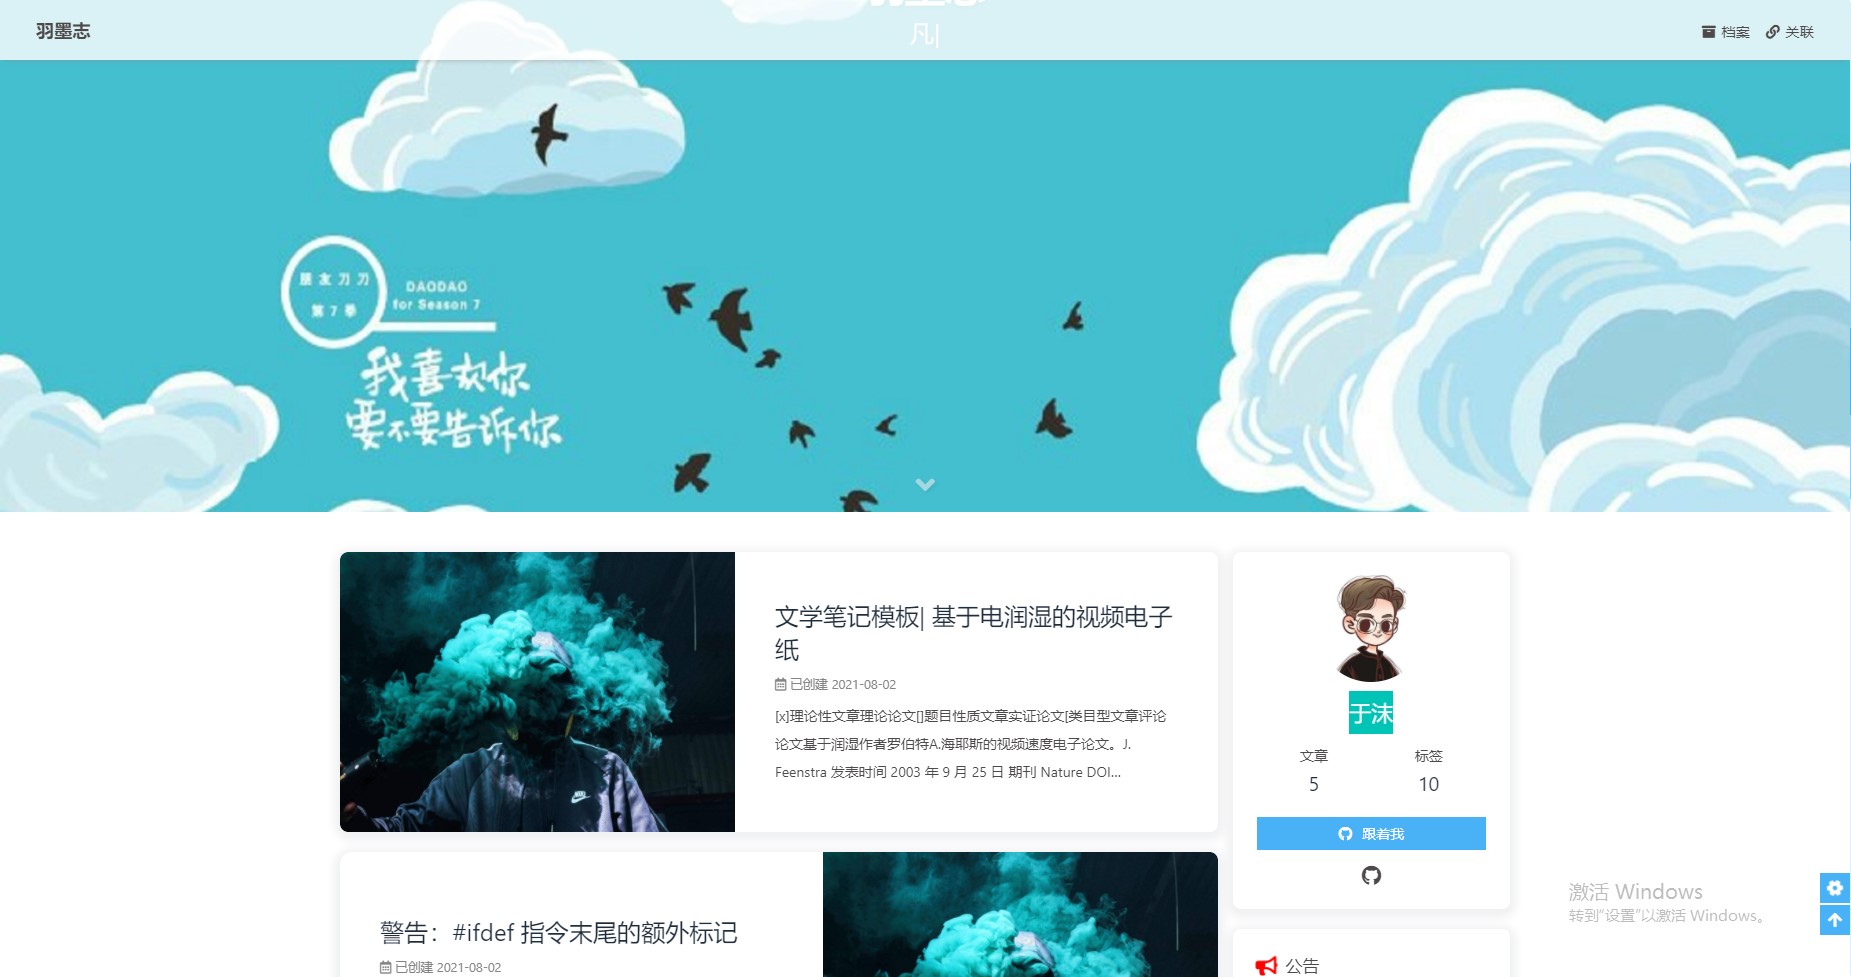 羽墨志
凡|
档案
关联
朋友刀刀
第7季
DAODAO
for Season 7
我喜欢你
要不要告诉你
文学笔记模板| 基于电润湿的视频电子
纸
已创建 2021-08-02
[x]理论性文章理论论文[]题目性质文章实证论文[类目型文章评论
论文基于润湿作者罗伯特A.海耶斯的视频速度电子论文。J.
Feenstra 发表时间 2003 年 9 月 25 日 期刊 Nature DOI...
警告：#ifdef 指令末尾的额外标记
已创建 2021-08-02
于沫
文章
标签
5
10
跟着我
公告
激活 Windows
转到“设置”以激活 Windows。